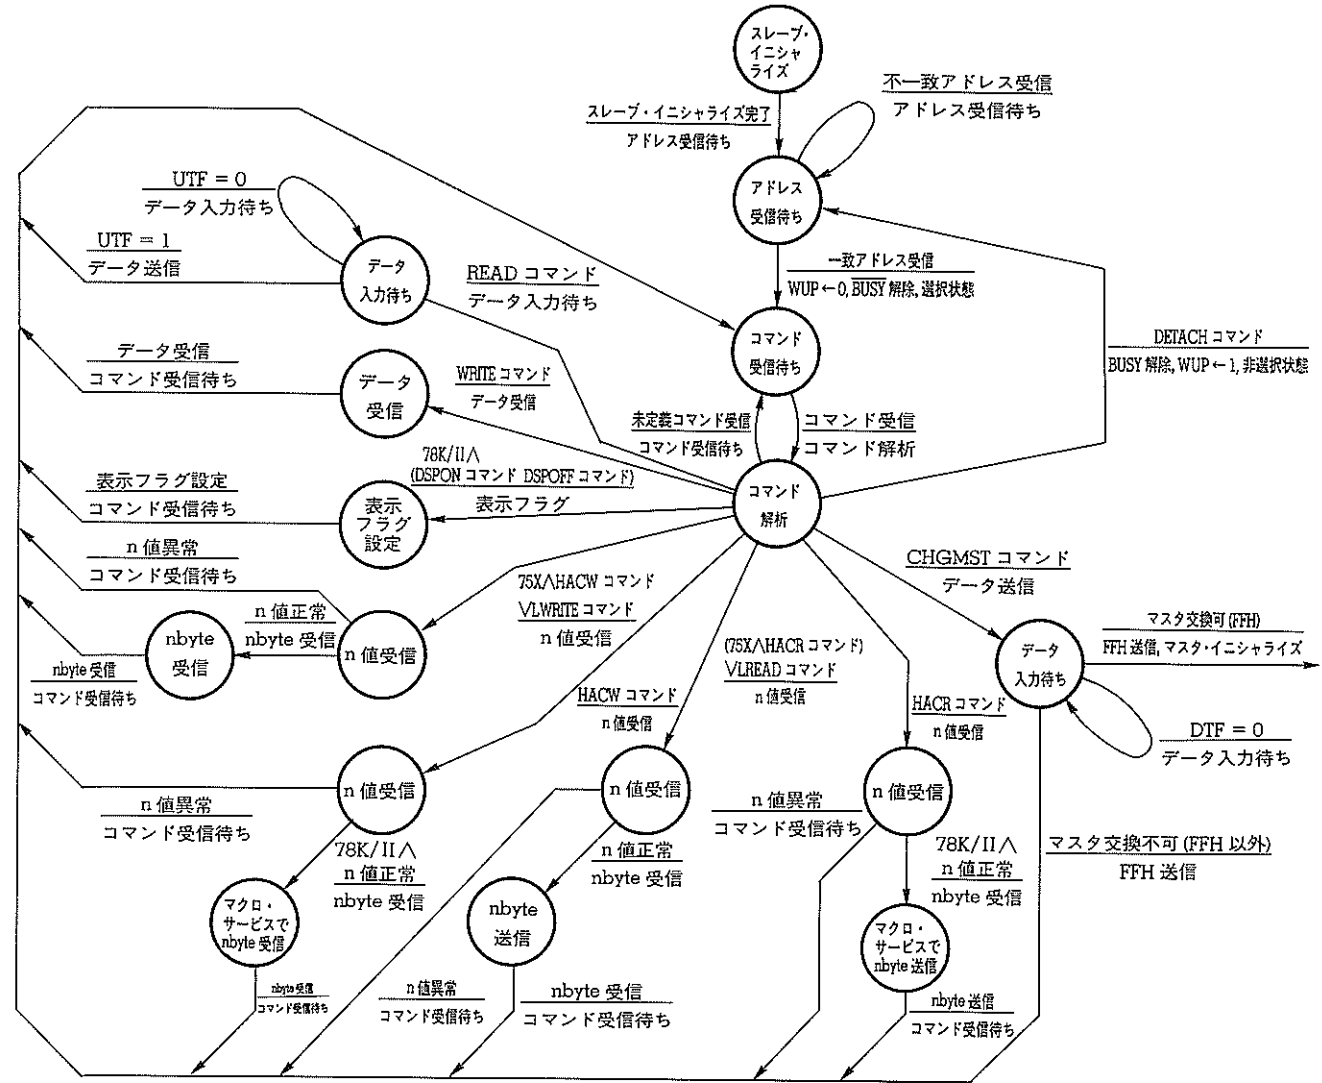 スレーブ・
イニシャ
ライズ
不一致アドレス受信
アドレス受信待ち
スレーブ・イニシャライズ完了
アドレス受信待ち
アドレス
受信待ち
UTF = 0
データ入力待ち
UTF = 1
データ送信
データ
入力待ち
READ コマンド
データ入力待ち
一致アドレス受信
WUP ← 0, BUSY 解除, 選択状態
コマンド
受信待ち
DETACH コマンド
BUSY 解除, WUP ← 1, 非選択状態
データ受信
コマンド受信待ち
データ
受信
WRITE コマンド
データ受信
未定義コマンド受信
コマンド受信待ち
コマンド受信
コマンド解析
78K/II∧
(DSPON コマンド DSPOFF コマンド)
表示フラグ
表示フラグ設定
コマンド受信待ち
表示
フラグ
設定
コマンド
解析
n 値異常
コマンド受信待ち
75X∧HACW コマンド
∨LWRITE コマンド
n 値受信
CHGMST コマンド
データ送信
nbyte
受信
n 値正常
nbyte 受信
n 値受信
nbyte 受信
コマンド受信待ち
(75X∧HACR コマンド)
∨LREAD コマンド
n 値受信
データ
入力待ち
マスタ交換可 (FFH)
FFH 送信, マスタ・イニシャライズ
HACW コマンド
n 値受信
HACR コマンド
n 値受信
DTF = 0
データ入力待ち
n 値異常
コマンド受信待ち
n 値受信
n 値受信
n 値異常
コマンド受信待ち
n 値受信
78K/II∧
n 値正常
nbyte 受信
n 値正常
nbyte 受信
78K/II∧
n 値正常
nbyte 受信
マスタ交換不可 (FFH 以外)
FFH 送信
マクロ・
サービスで
nbyte 受信
nbyte
送信
マクロ・
サービスで
nbyte 送信
nbyte 受信
コマンド受信待ち
n 値異常
コマンド受信待ち
nbyte 受信
コマンド受信待ち
nbyte 送信
コマンド受信待ち